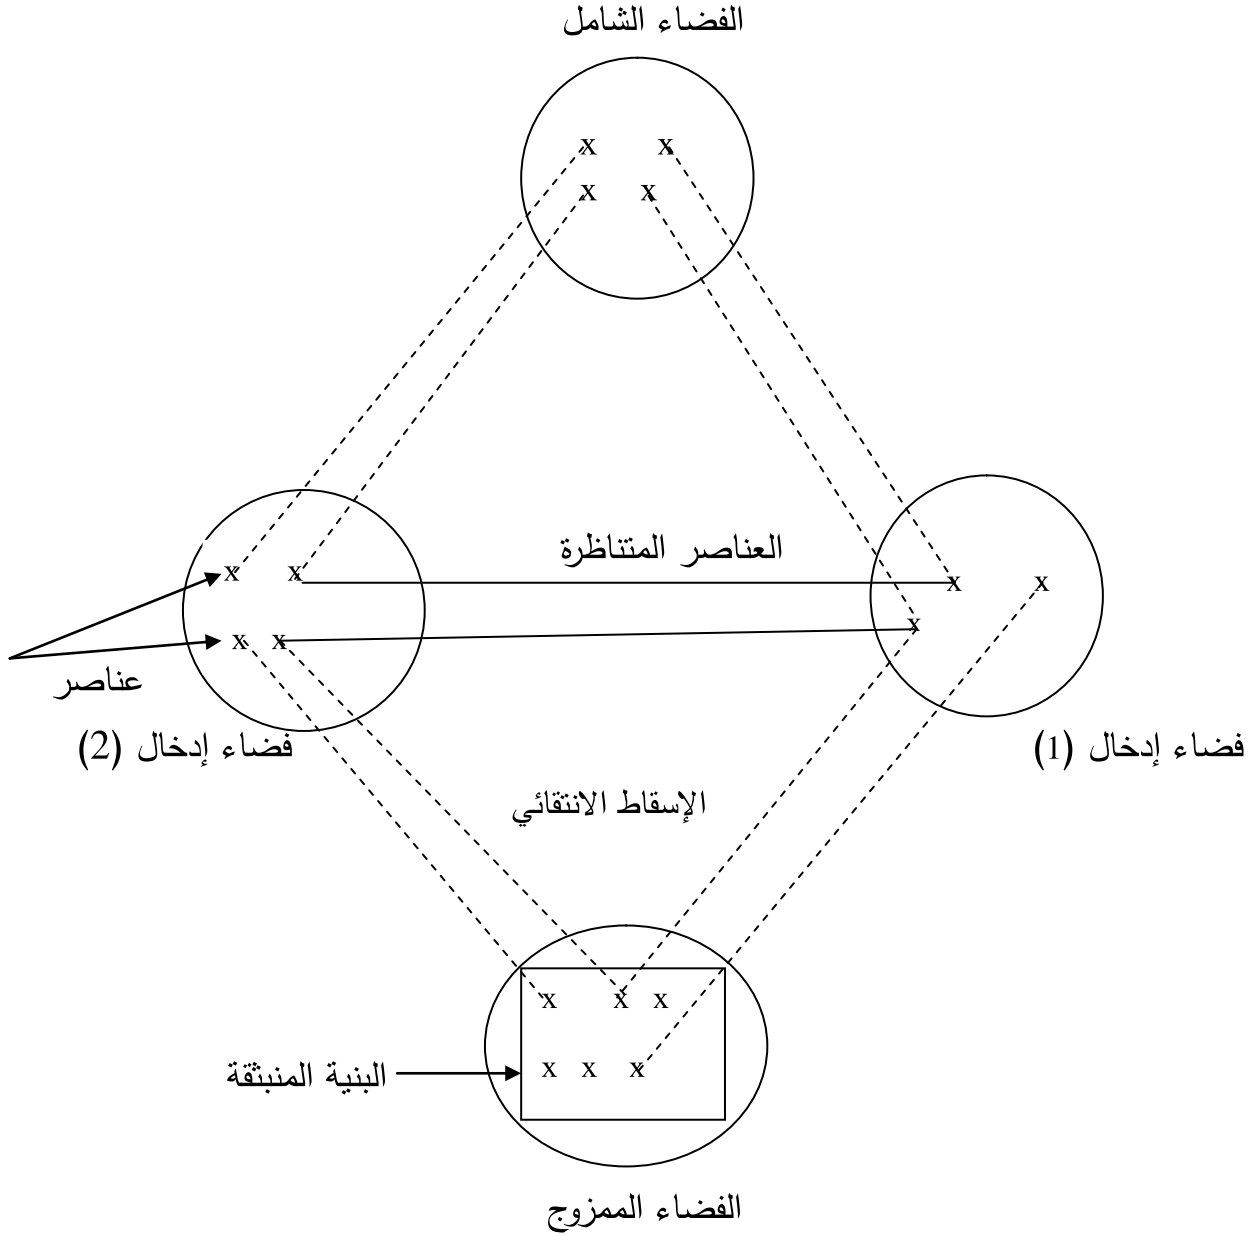 الفضاء الشامل
x x
x x
العناصر المتناظرة
x x x x
x x x
عناصر
فضاء إدخال (1)
فضاء إدخال (2)
الإسقاط الانتقائي
x x x
x x x
البنية المنبثقة
الفضاء الممزوج